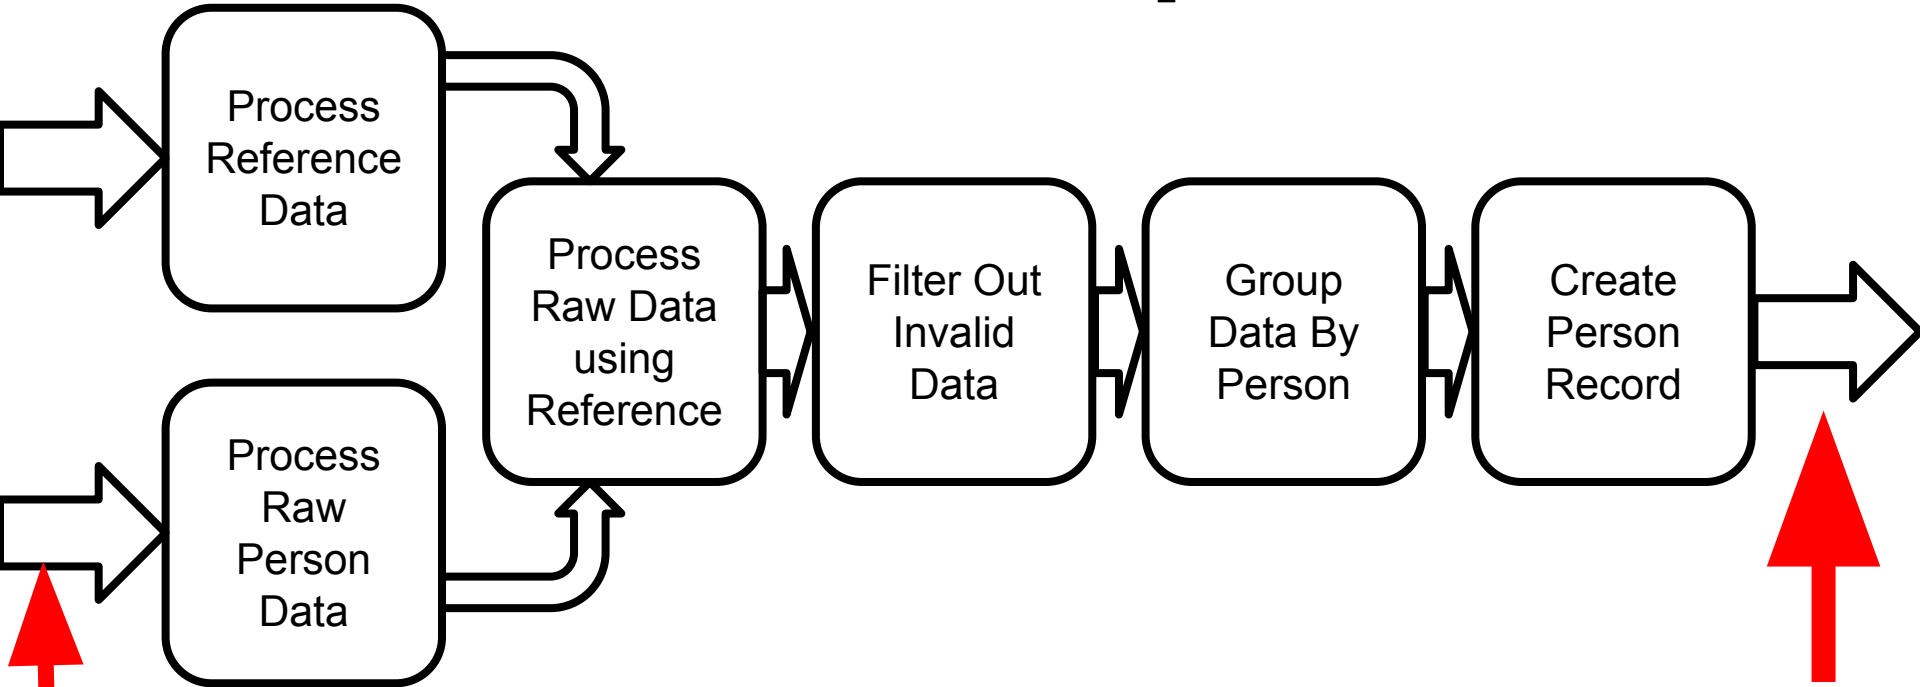 Process
Reference
Data
Process
Raw
Person
Data
Process
Raw Data
using
Reference
Filter Out
Invalid
Data
Group
Data By
Person
Create
Person
Record